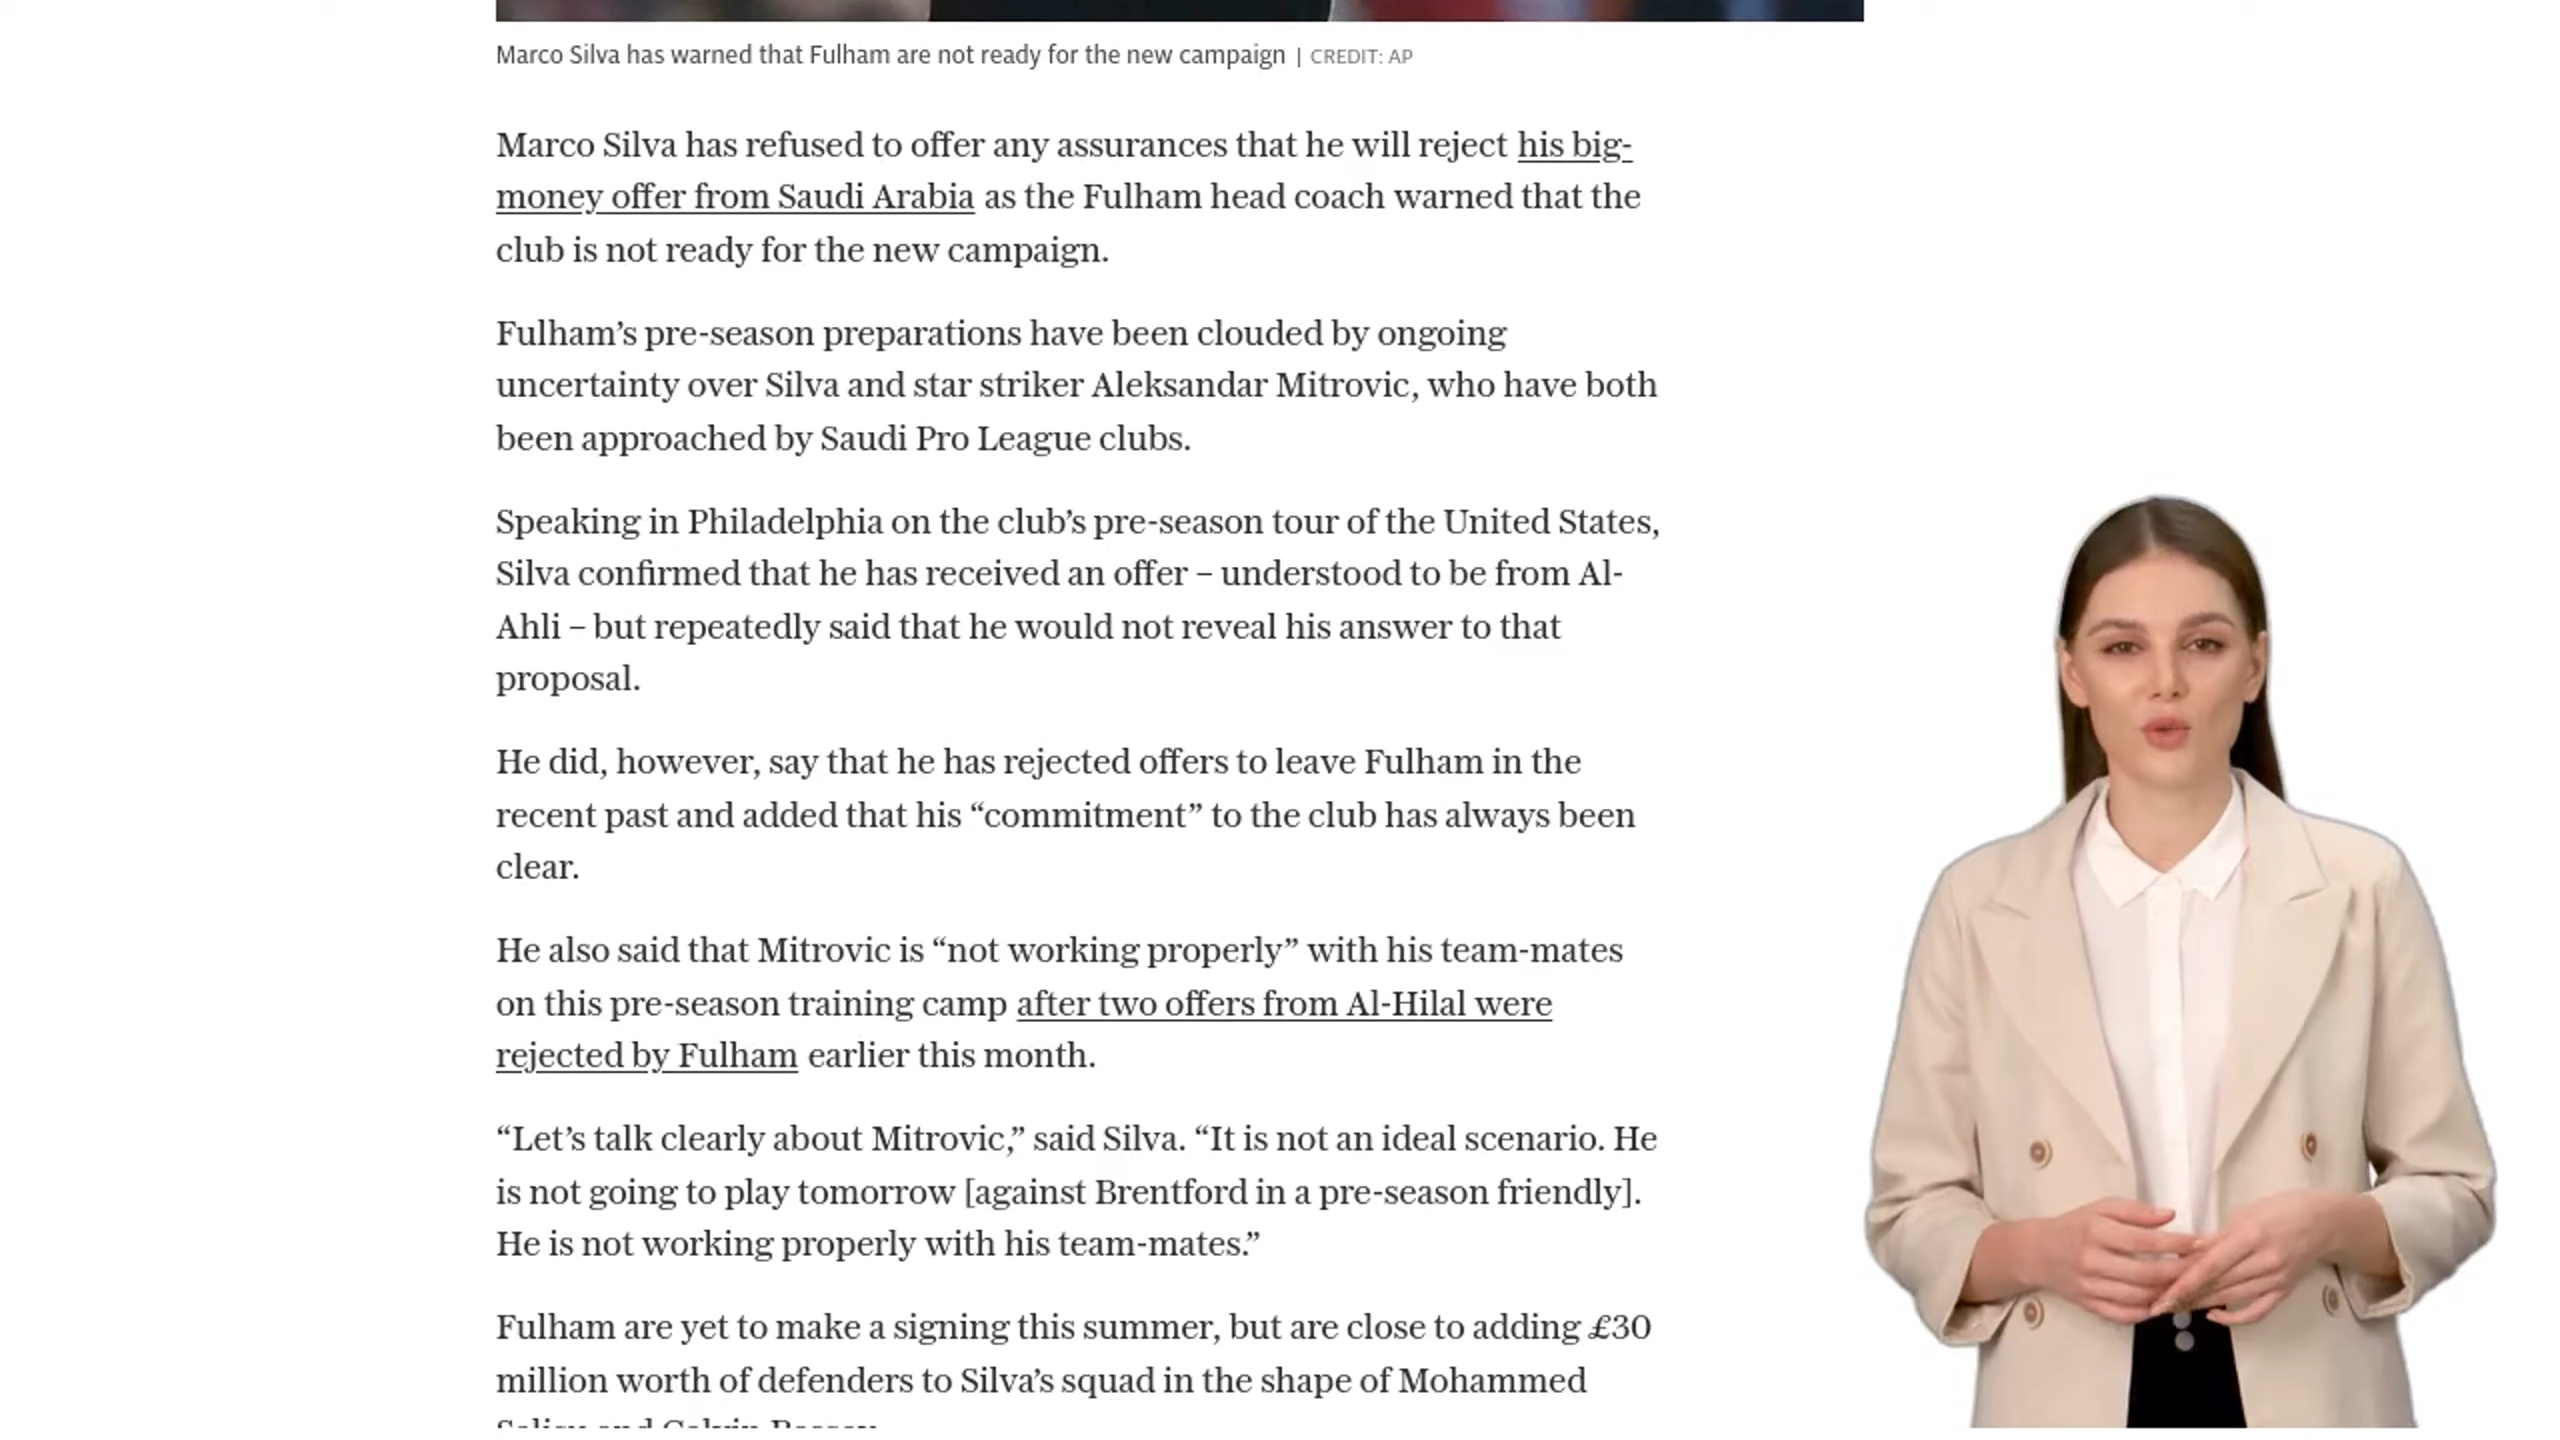 Marco Silva has warned that Fulham are not ready for the new campaign | CREDIT: AP
Marco Silva has refused to offer any assurances that he will reject his big-
money offer from Saudi Arabia as the Fulham head coach warned that the
club is not ready for the new campaign.
Fulham’s pre-season preparations have been clouded by ongoing
uncertainty over Silva and star striker Aleksandar Mitrovic, who have both
been approached by Saudi Pro League clubs.
Speaking in Philadelphia on the club’s pre-season tour of the United States,
Silva confirmed that he has received an offer – understood to be from Al-
Ahli – but repeatedly said that he would not reveal his answer to that
proposal.
He did, however, say that he has rejected offers to leave Fulham in the
recent past and added that his “commitment” to the club has always been
clear.
He also said that Mitrovic is “not working properly” with his team-mates
on this pre-season training camp after two offers from Al-Hilal were
rejected by Fulham earlier this month.
“Let’s talk clearly about Mitrovic,” said Silva. “It is not an ideal scenario. He
is not going to play tomorrow [against Brentford in a pre-season friendly].
He is not working properly with his team-mates.”
Fulham are yet to make a signing this summer, but are close to adding £30
million worth of defenders to Silva’s squad in the shape of Mohammed